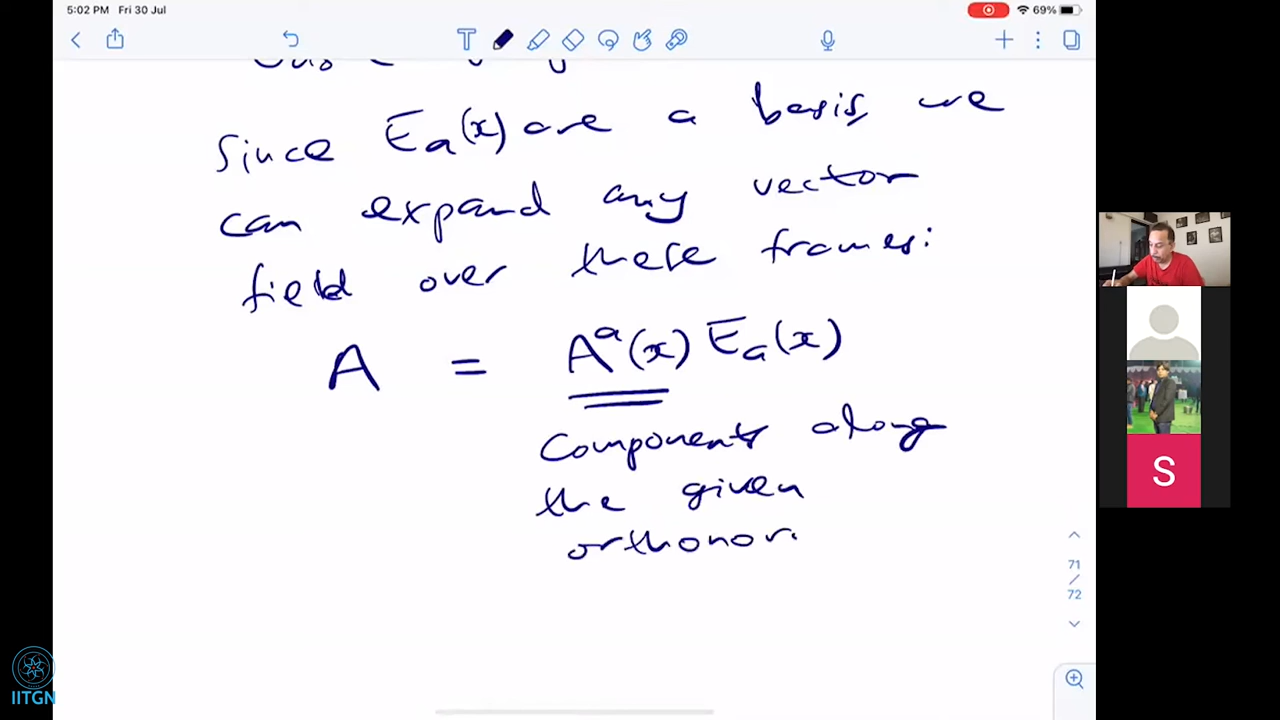 5:02 PM Fri 30 Jul
69%
Since Eₐ(x) are a basis, we
can expand any vector
field over these frames:
A = Aᵃ(x) Eₐ(x)
Components along
the given
orthonor
71
72
S
IITGN